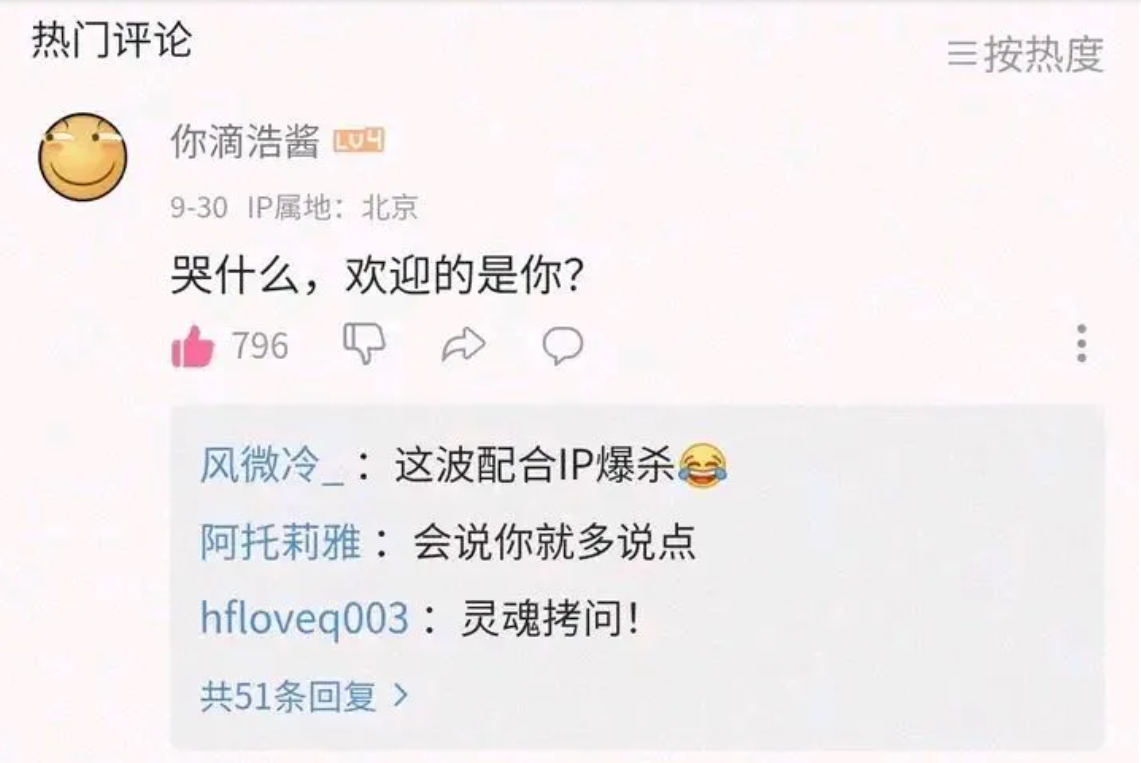 热门评论
按热度
你滴浩酱 LV4
9-30 IP属地：北京
哭什么，欢迎的是你？
796
风微冷_：这波配合IP爆杀😂
阿托莉雅：会说你就多说点
hfloveq003：灵魂拷问！
共51条回复 >